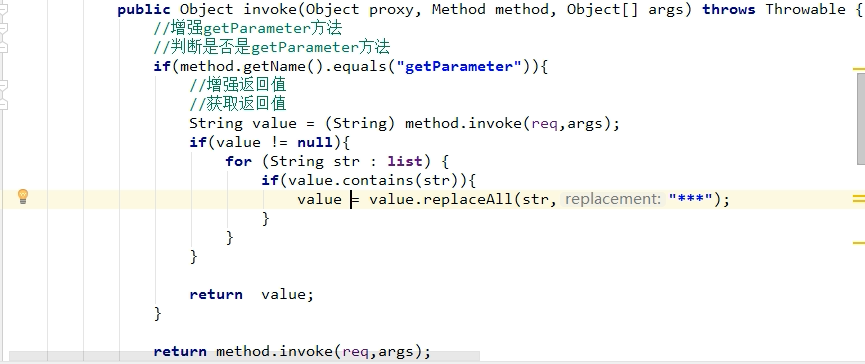 public Object invoke(Object proxy, Method method, Object[] args) throws Throwable {
//增强getParameter方法
//判断是否是getParameter方法
if(method.getName().equals("getParameter")){
//增强返回值
//获取返回值
String value = (String) method.invoke(req,args);
if(value != null){
for (String str : list) {
if(value.contains(str)){
value = value.replaceAll(str, replacement: "***");
}
}
}
return  value;
}
return method.invoke(req,args);